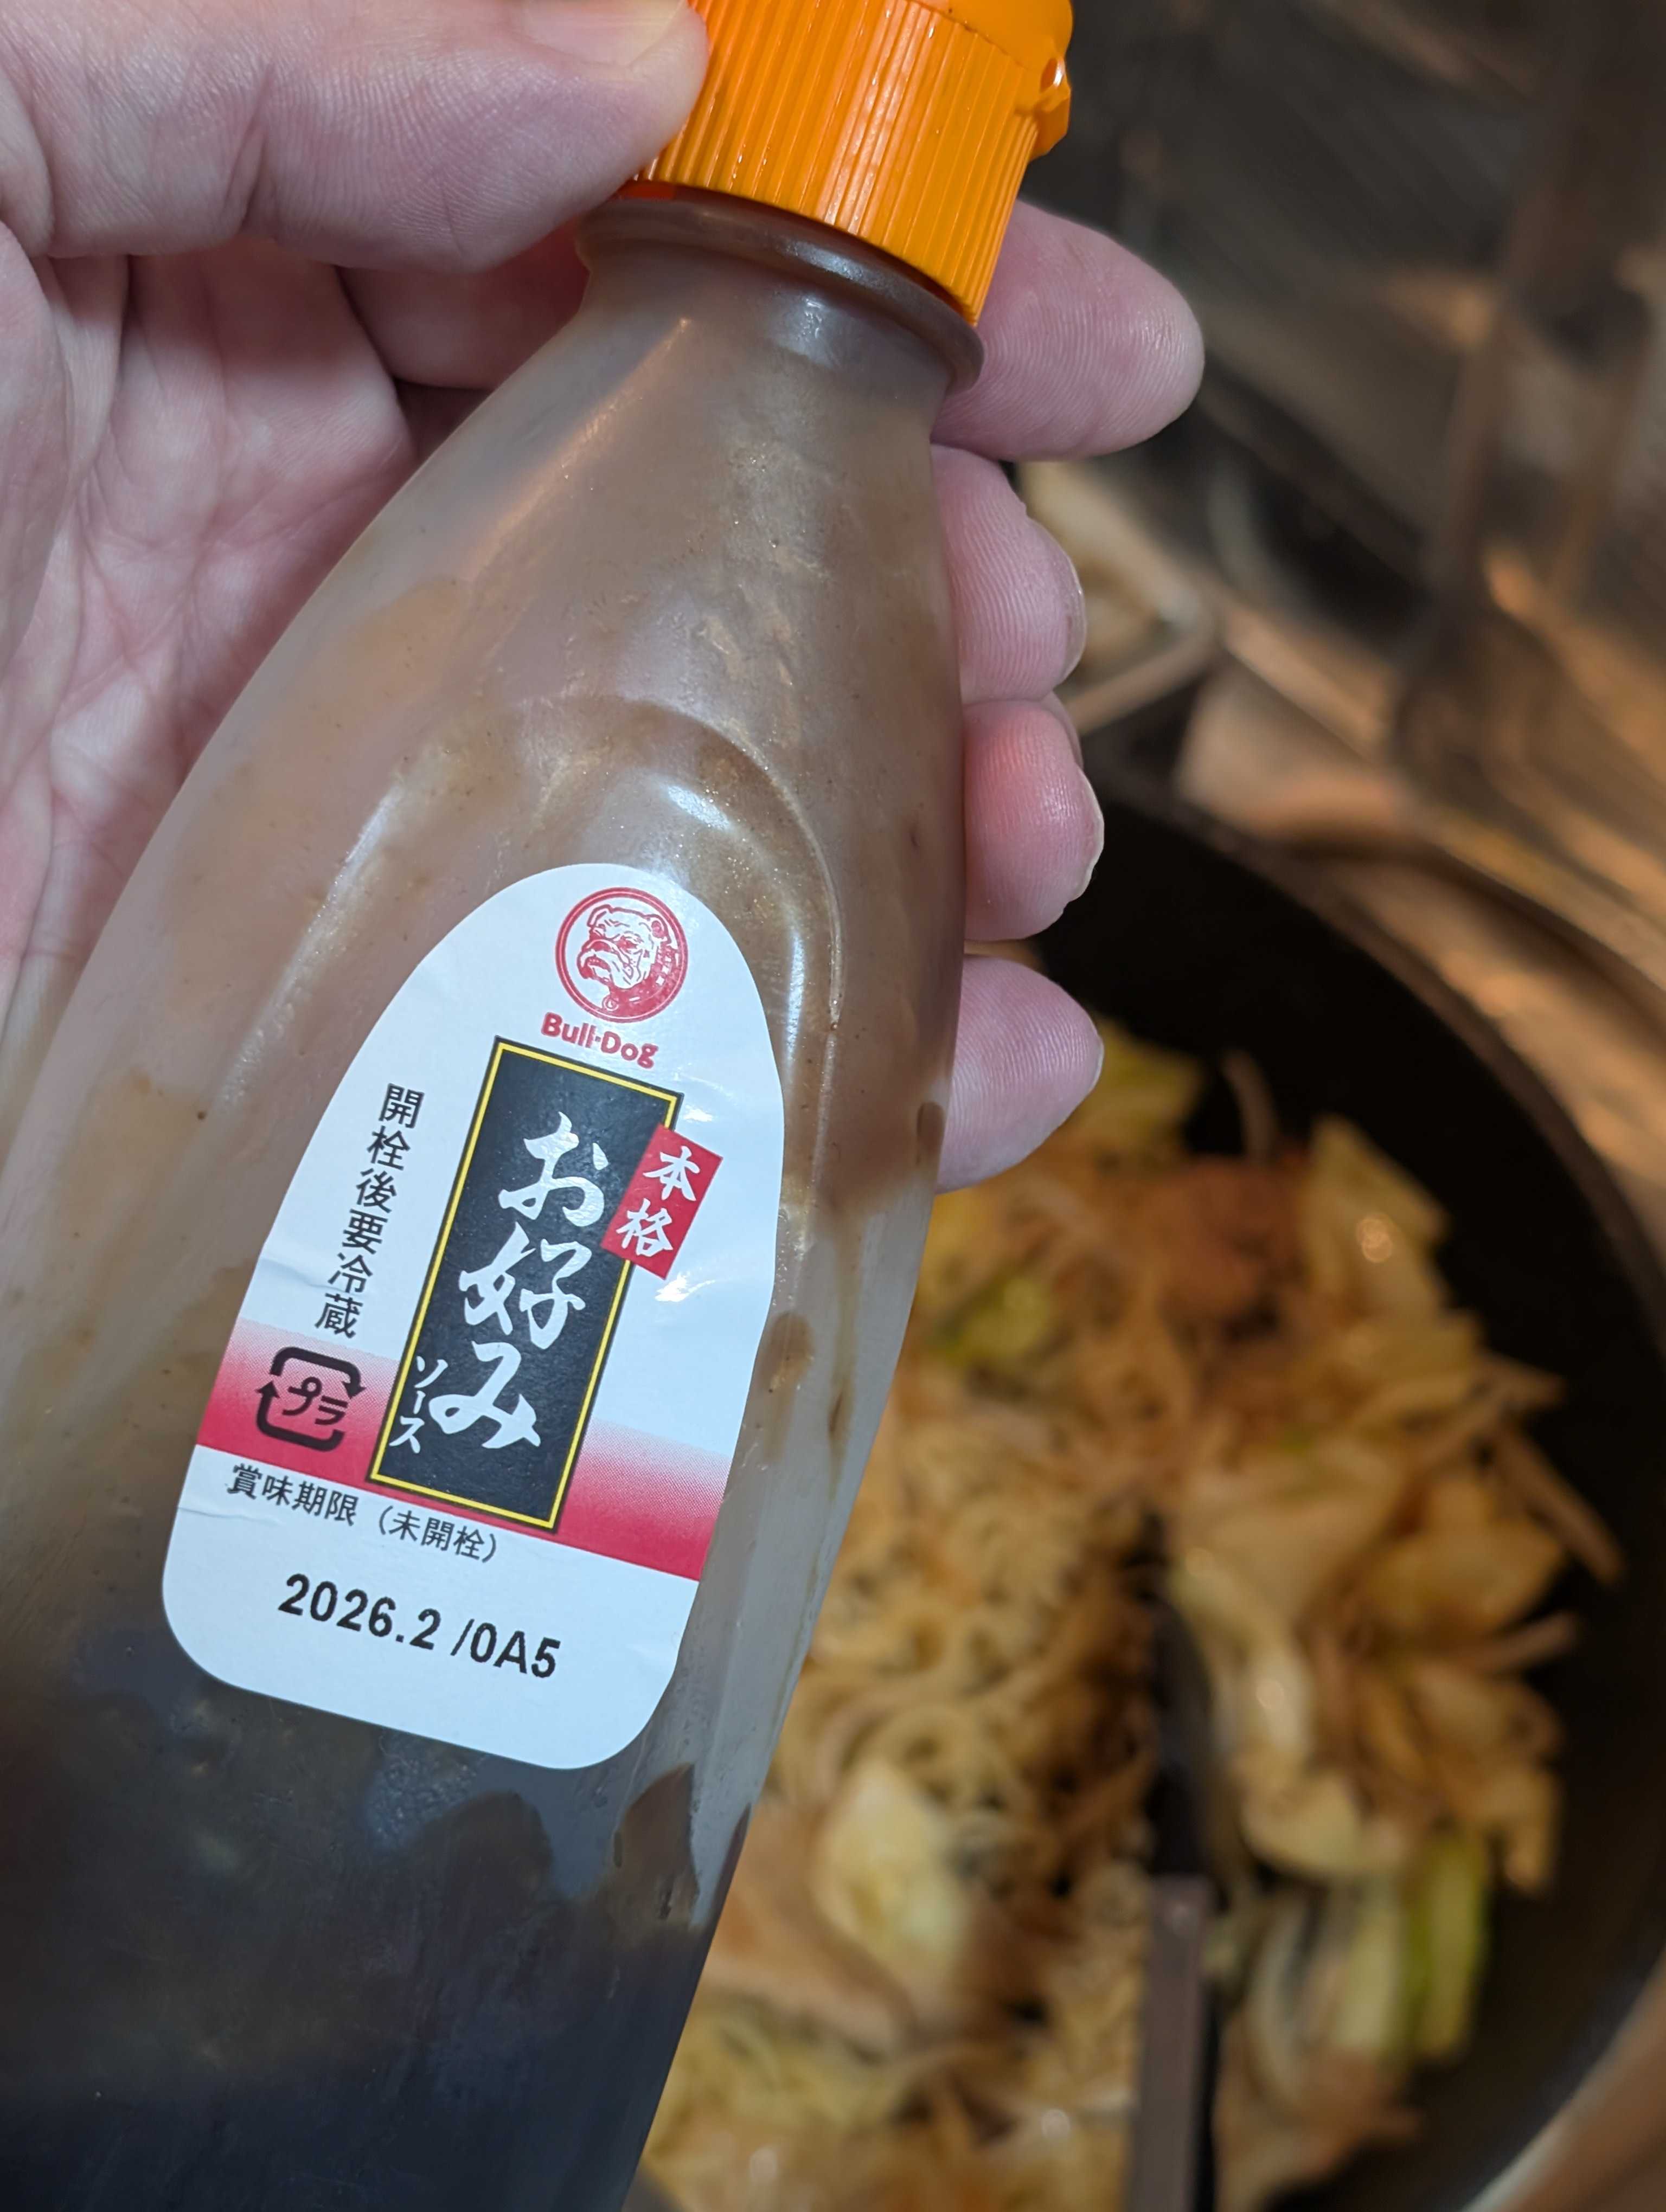 Bull-Dog
本格
お好み
ソース
開栓後要冷蔵
プラ
賞味期限（未開栓）
2026.2 /0A5